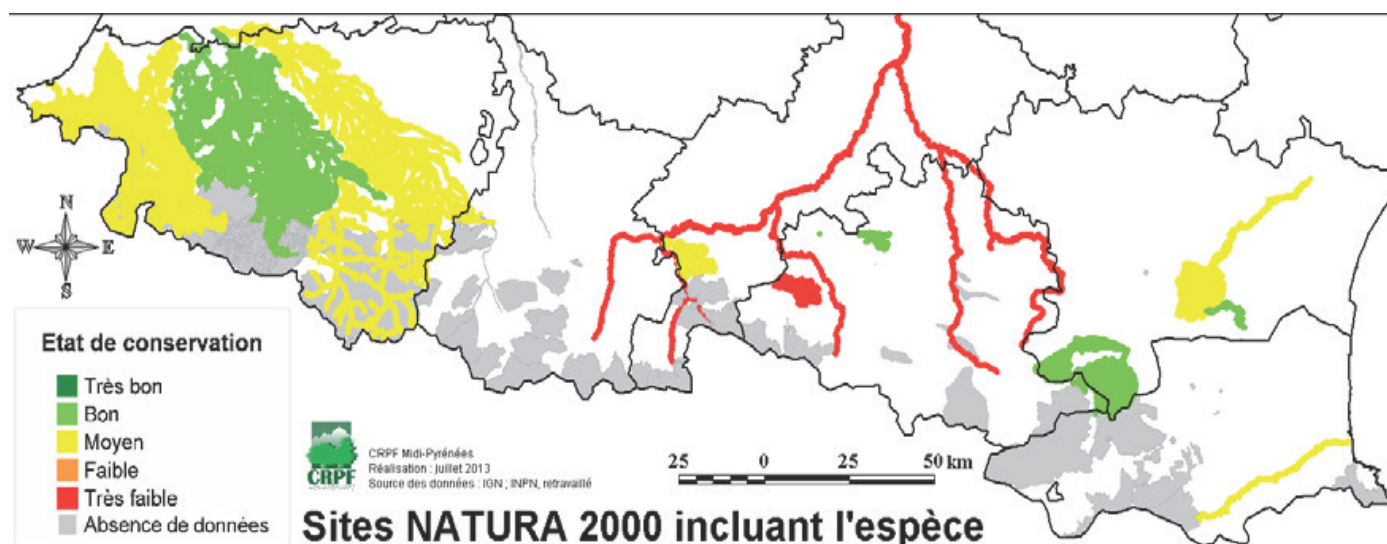 N
W E
S
Etat de conservation
Très bon
Bon
Moyen
Faible
Très faible
Absence de données
CRPF
CRPF Midi-Pyrénées
Réalisation : juillet 2013
Source des données : IGN ; INPN, retravaillé
25 0 25 50 km
Sites NATURA 2000 incluant l'espèce